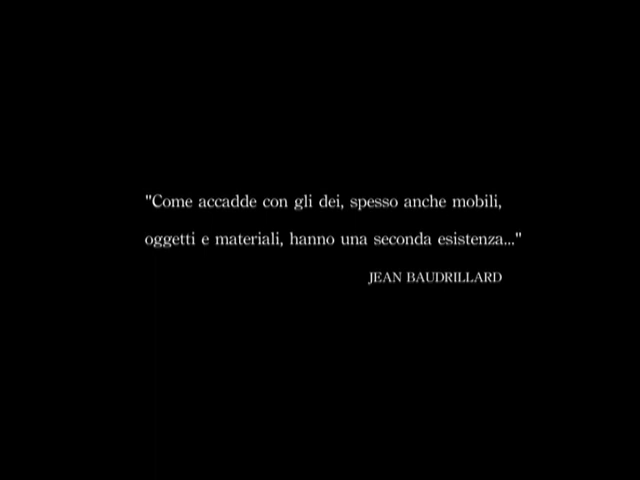 "Come accadde con gli dei, spesso anche mobili,
oggetti e materiali, hanno una seconda esistenza..."
JEAN BAUDRILLARD